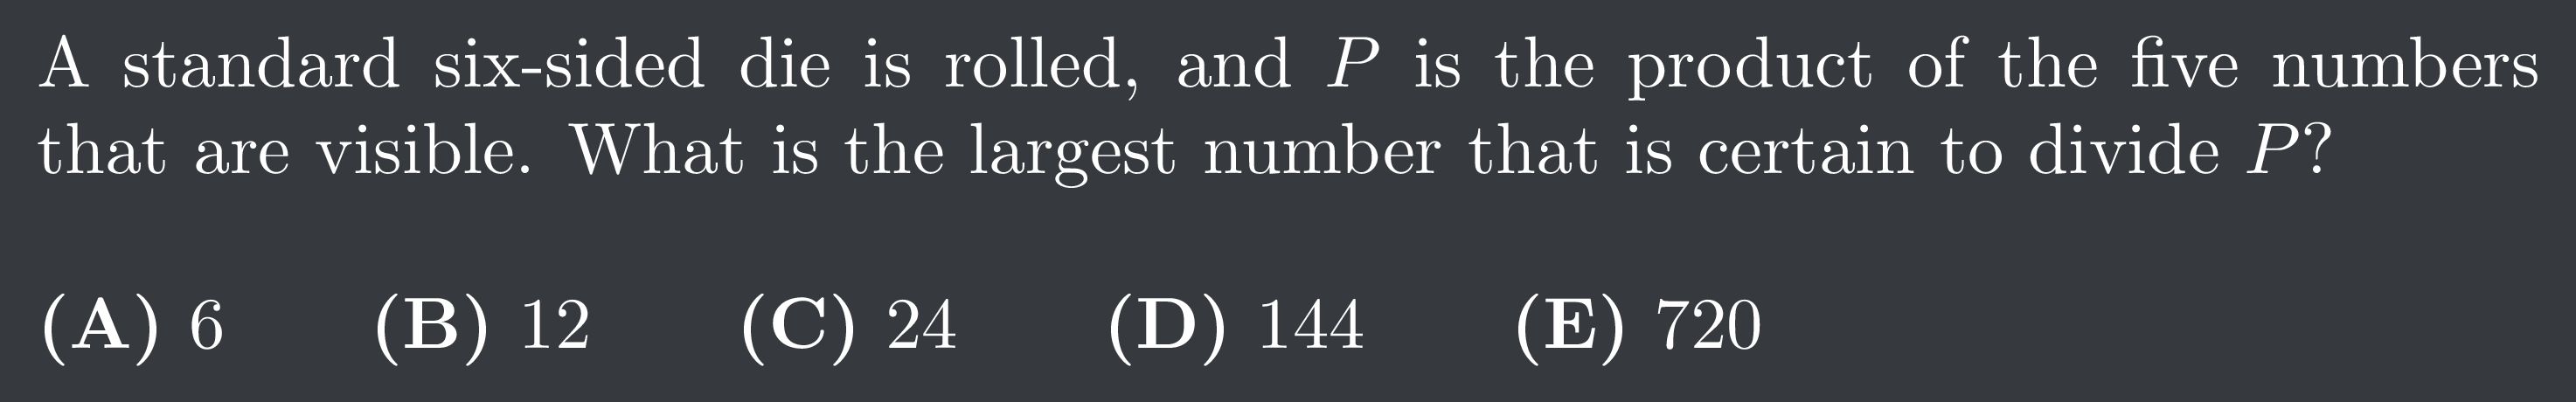 A standard six-sided die is rolled, and P is the product of the five numbers
that are visible. What is the largest number that is certain to divide P?
(A) 6 (B) 12 (C) 24 (D) 144 (E) 720